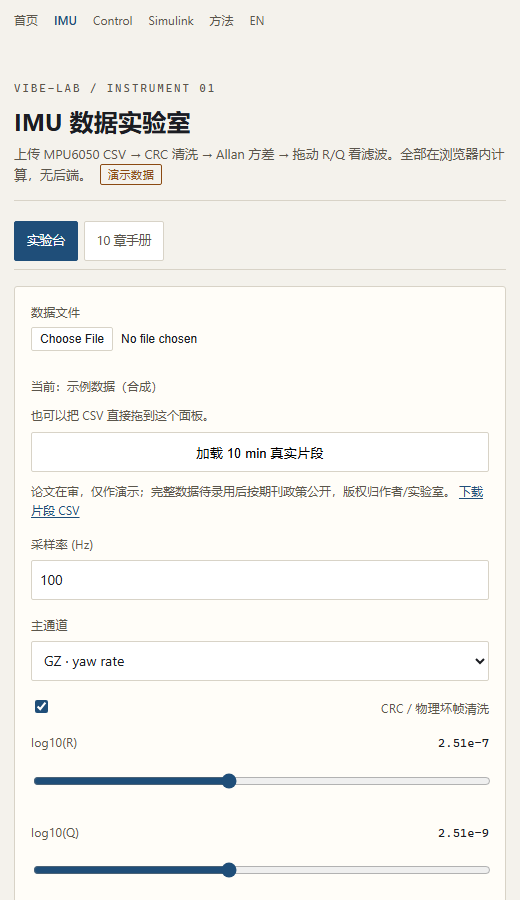 首页 IMU Control Simulink 方法 EN
VIBE-LAB / INSTRUMENT 01
IMU 数据实验室
上传 MPU6050 CSV → CRC 清洗 → Allan 方差 → 拖动 R/Q 看滤波。全部在浏览器内计
算，无后端。 演示数据
实验台 10 章手册
数据文件
Choose File No file chosen
当前：示例数据（合成）
也可以把 CSV 直接拖到这个面板。
加载 10 min 真实片段
论文在审，仅作演示；完整数据待录用后按期刊政策公开，版权归作者/实验室。 下载
片段 CSV
采样率 (Hz)
100
主通道
GZ · yaw rate
CRC / 物理坏帧清洗
log10(R) 2.51e-7
log10(Q) 2.51e-9